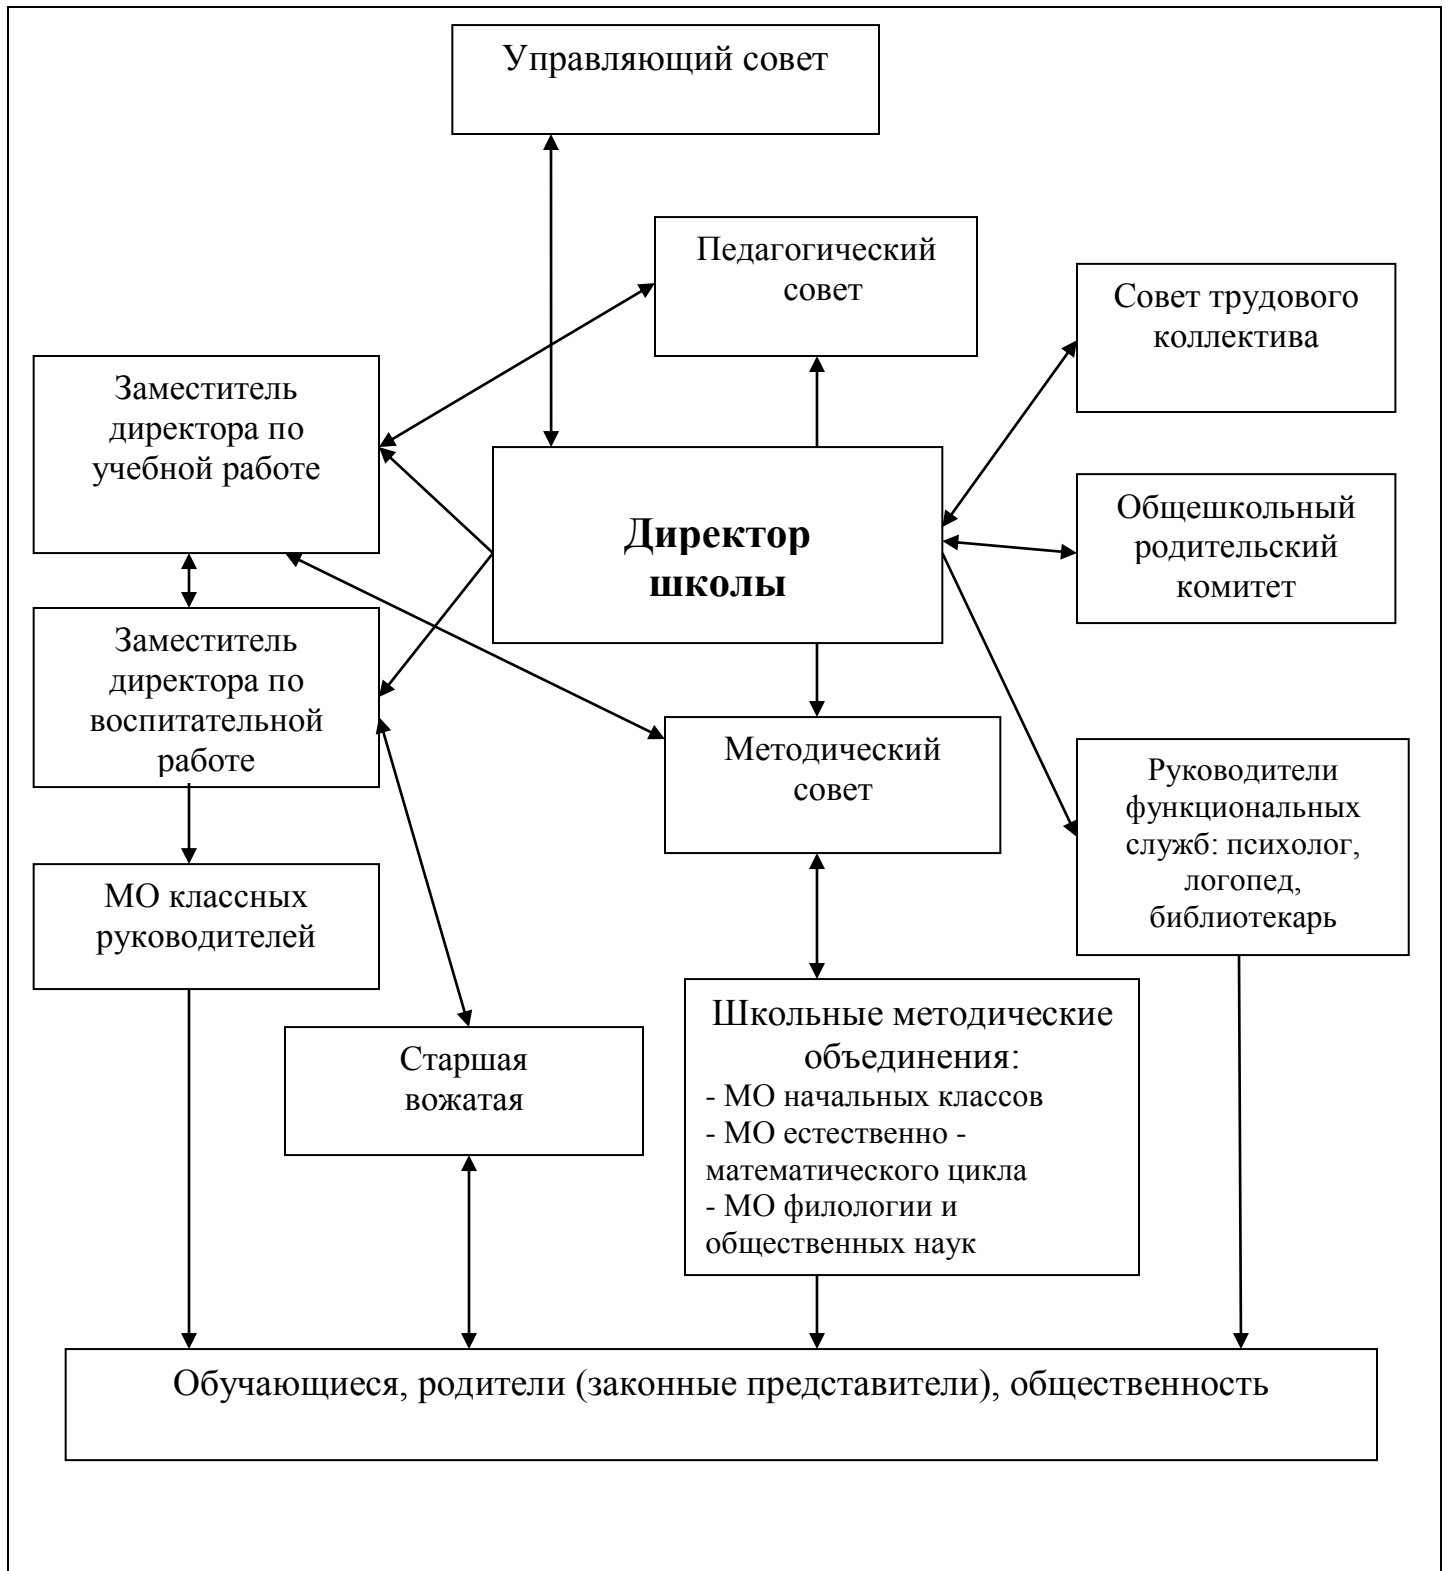 Управляющий совет
Педагогический
совет
Совет трудового
коллектива
Заместитель
директора по
учебной работе
Директор
школы
Общешкольный
родительский
комитет
Заместитель
директора по
воспитательной
работе
Методический
совет
Руководители
функциональных
служб: психолог,
логопед,
библиотекарь
МО классных
руководителей
Старшая
вожатая
Школьные методические
объединения:
- МО начальных классов
- МО естественно -
математического цикла
- МО филологии и
общественных наук
Обучающиеся, родители (законные представители), общественность